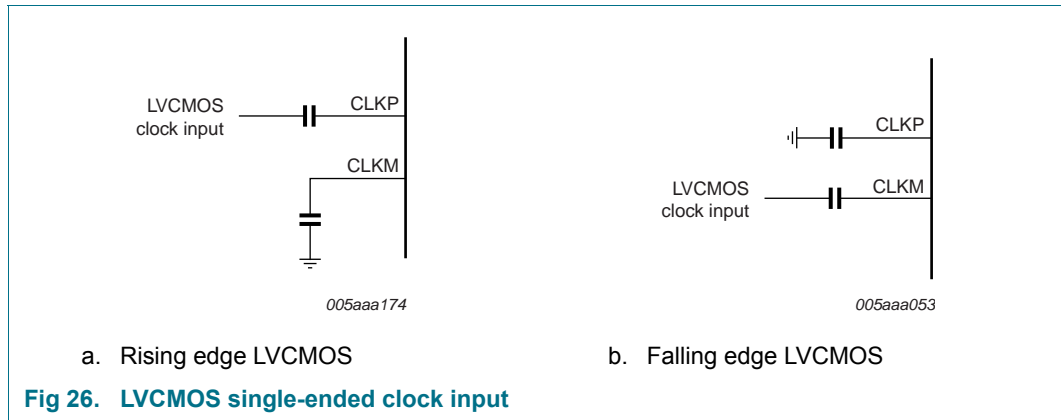 LVCMOS
clock input
CLKP
CLKM
005aaa174
a. Rising edge LVCMOS
CLKP
LVCMOS
clock input
CLKM
005aaa053
b. Falling edge LVCMOS
Fig 26. LVCMOS single-ended clock input